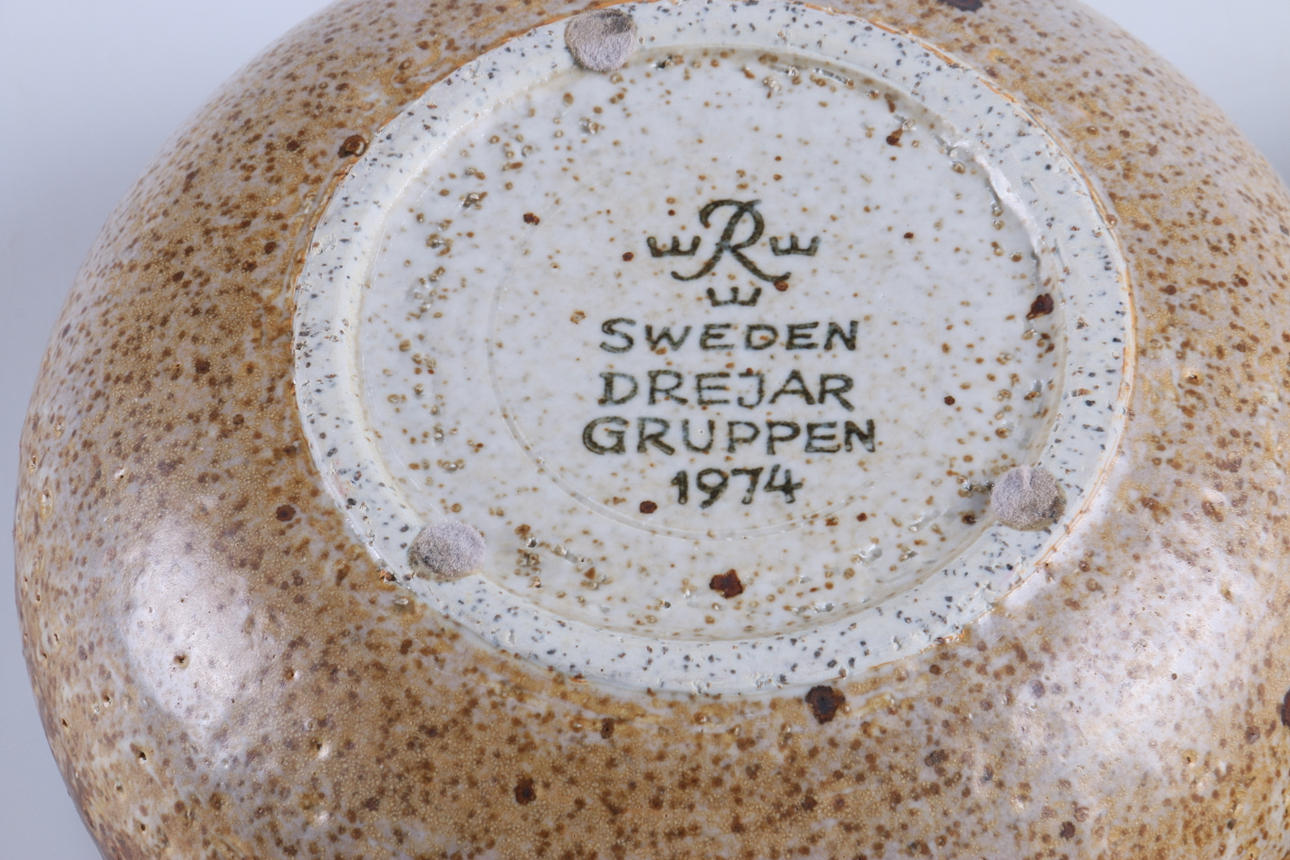 R
SWEDEN
DREJAR
GRUPPEN
1974